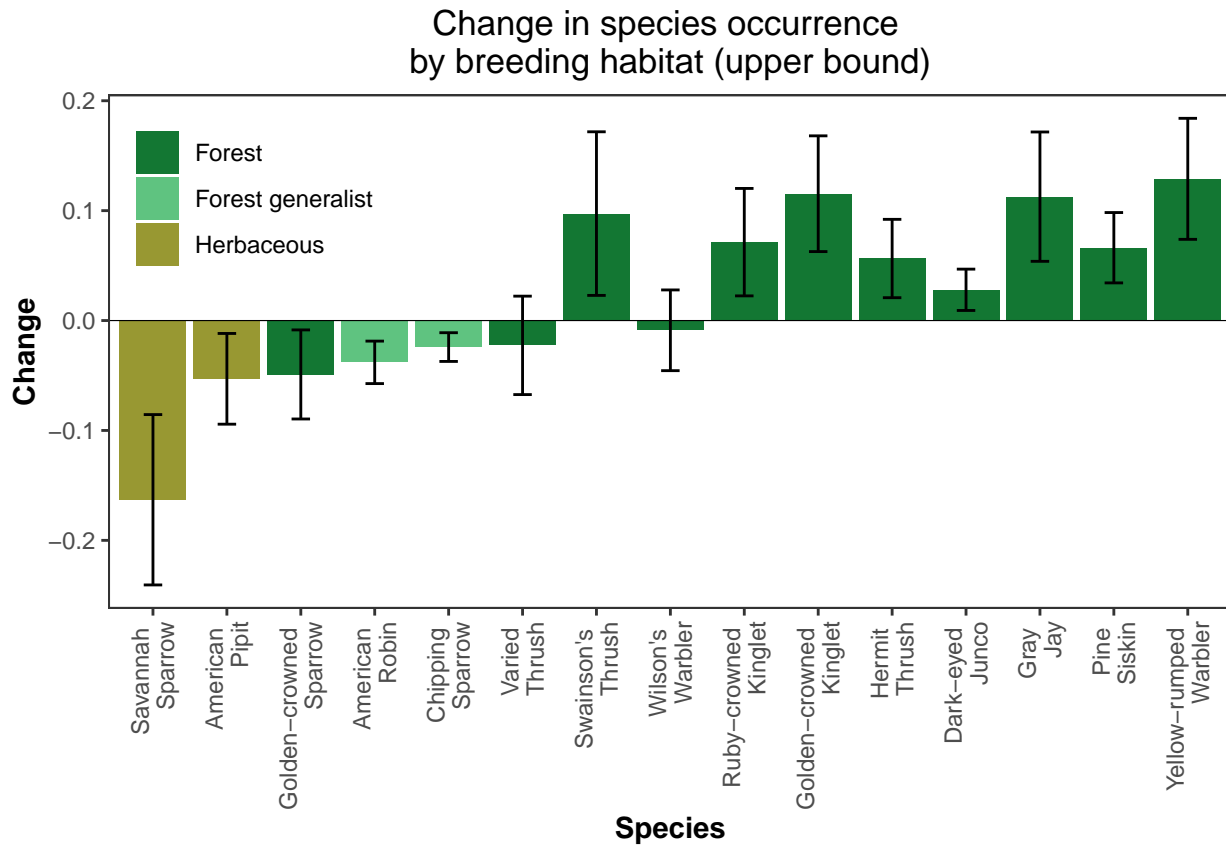 Change in species occurrence
by breeding habitat (upper bound)
Forest
Forest generalist
Herbaceous
Change
0.2
0.1
0.0
−0.1
−0.2
Savannah
Sparrow
American
Pipit
Golden−crowned
Sparrow
American
Robin
Chipping
Sparrow
Varied
Thrush
Swainson's
Thrush
Wilson's
Warbler
Ruby−crowned
Kinglet
Golden−crowned
Kinglet
Hermit
Thrush
Dark−eyed
Junco
Gray
Jay
Pine
Siskin
Yellow−rumped
Warbler
Species